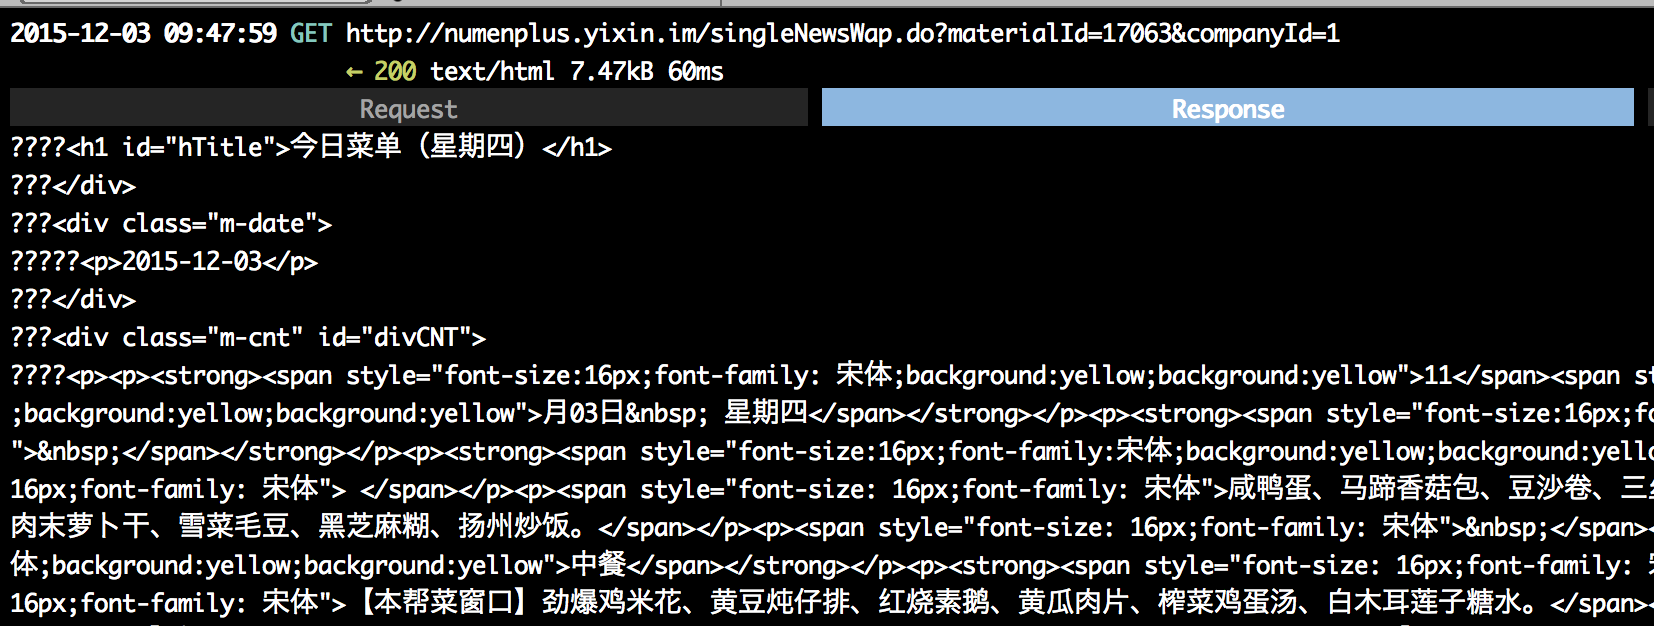 2015-12-03 09:47:59 GET http://numenplus.yixin.im/singleNewsWap.do?materialId=17063&companyId=1
← 200 text/html 7.47kB 60ms
Request Response
????<h1 id="hTitle">今日菜单（星期四）</h1>
???</div>
???<div class="m-date">
?????<p>2015-12-03</p>
???</div>
???<div class="m-cnt" id="divCNT">
????<p><p><strong><span style="font-size:16px;font-family: 宋体;background:yellow;background:yellow">11</span><span st
;background:yellow;background:yellow">月03日&nbsp; 星期四</span></strong></p><p><strong><span style="font-size:16px;fo
">&nbsp;</span></strong></p><p><strong><span style="font-size:16px;font-family:宋体;background:yellow;background:yello
16px;font-family: 宋体"> </span></p><p><span style="font-size: 16px;font-family: 宋体">咸鸭蛋、马蹄香菇包、豆沙卷、三
肉末萝卜干、雪菜毛豆、黑芝麻糊、扬州炒饭。</span></p><p><span style="font-size: 16px;font-family: 宋体">&nbsp;</span><
体;background:yellow;background:yellow">中餐</span></strong></p><p><strong><span style="font-size: 16px;font-family:
16px;font-family: 宋体">【本帮菜窗口】劲爆鸡米花、黄豆炖仔排、红烧素鹅、黄瓜肉片、榨菜鸡蛋汤、白木耳莲子糖水。</span><